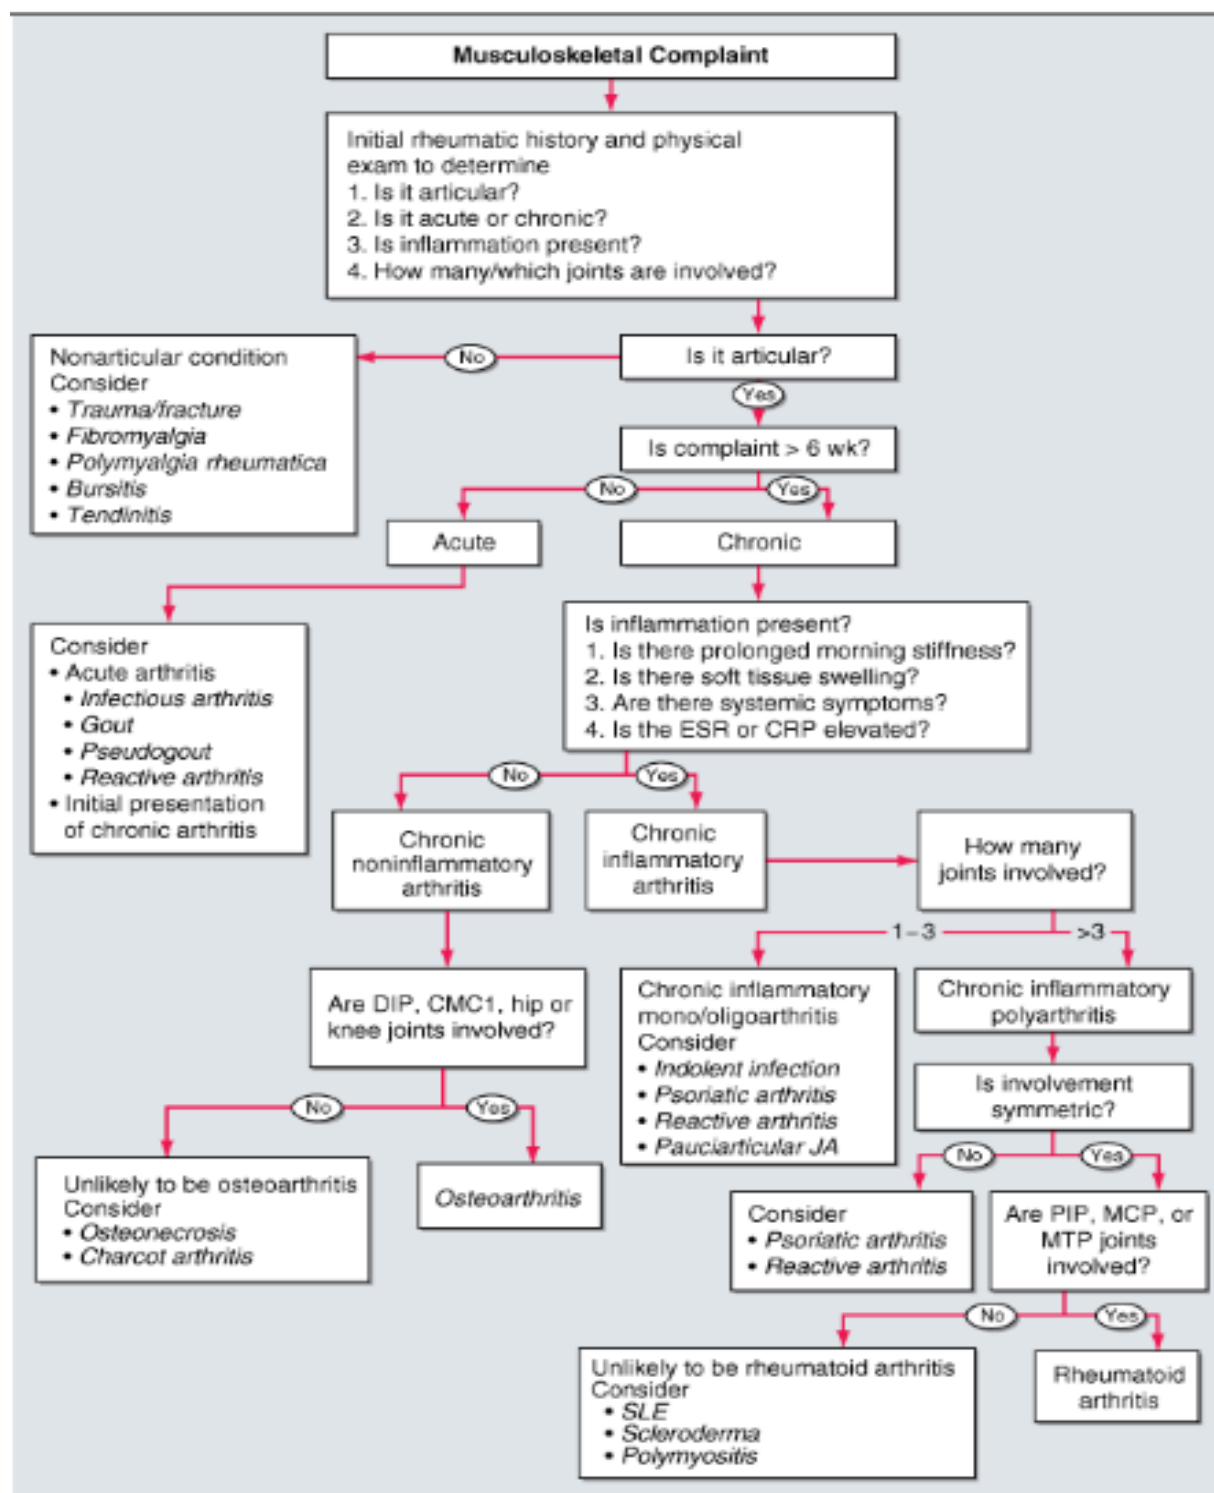 Musculoskeletal Complaint
Initial rheumatic history and physical
exam to determine
1. Is it articular?
2. Is it acute or chronic?
3. Is inflammation present?
4. How many/which joints are involved?
Is it articular?
No
Nonarticular condition
Consider
• Trauma/fracture
• Fibromyalgia
• Polymyalgia rheumatica
• Bursitis
• Tendinitis
Yes
Is complaint > 6 wk?
No
Yes
Acute
Chronic
Consider
• Acute arthritis
• Infectious arthritis
• Gout
• Pseudogout
• Reactive arthritis
• Initial presentation
of chronic arthritis
Is inflammation present?
1. Is there prolonged morning stiffness?
2. Is there soft tissue swelling?
3. Are there systemic symptoms?
4. Is the ESR or CRP elevated?
No
Yes
Chronic
noninflammatory
arthritis
Chronic
inflammatory
arthritis
How many
joints involved?
1–3
>3
Are DIP, CMC1, hip or
knee joints involved?
Chronic inflammatory
mono/oligoarthritis
Consider
• Indolent infection
• Psoriatic arthritis
• Reactive arthritis
• Pauciarticular JA
Chronic inflammatory
polyarthritis
Is involvement
symmetric?
No
Yes
Unlikely to be osteoarthritis
Consider
• Osteonecrosis
• Charcot arthritis
Osteoarthritis
No
Yes
Consider
• Psoriatic arthritis
• Reactive arthritis
Are PIP, MCP, or
MTP joints
involved?
No
Yes
Unlikely to be rheumatoid arthritis
Consider
• SLE
• Scleroderma
• Polymyositis
Rheumatoid
arthritis